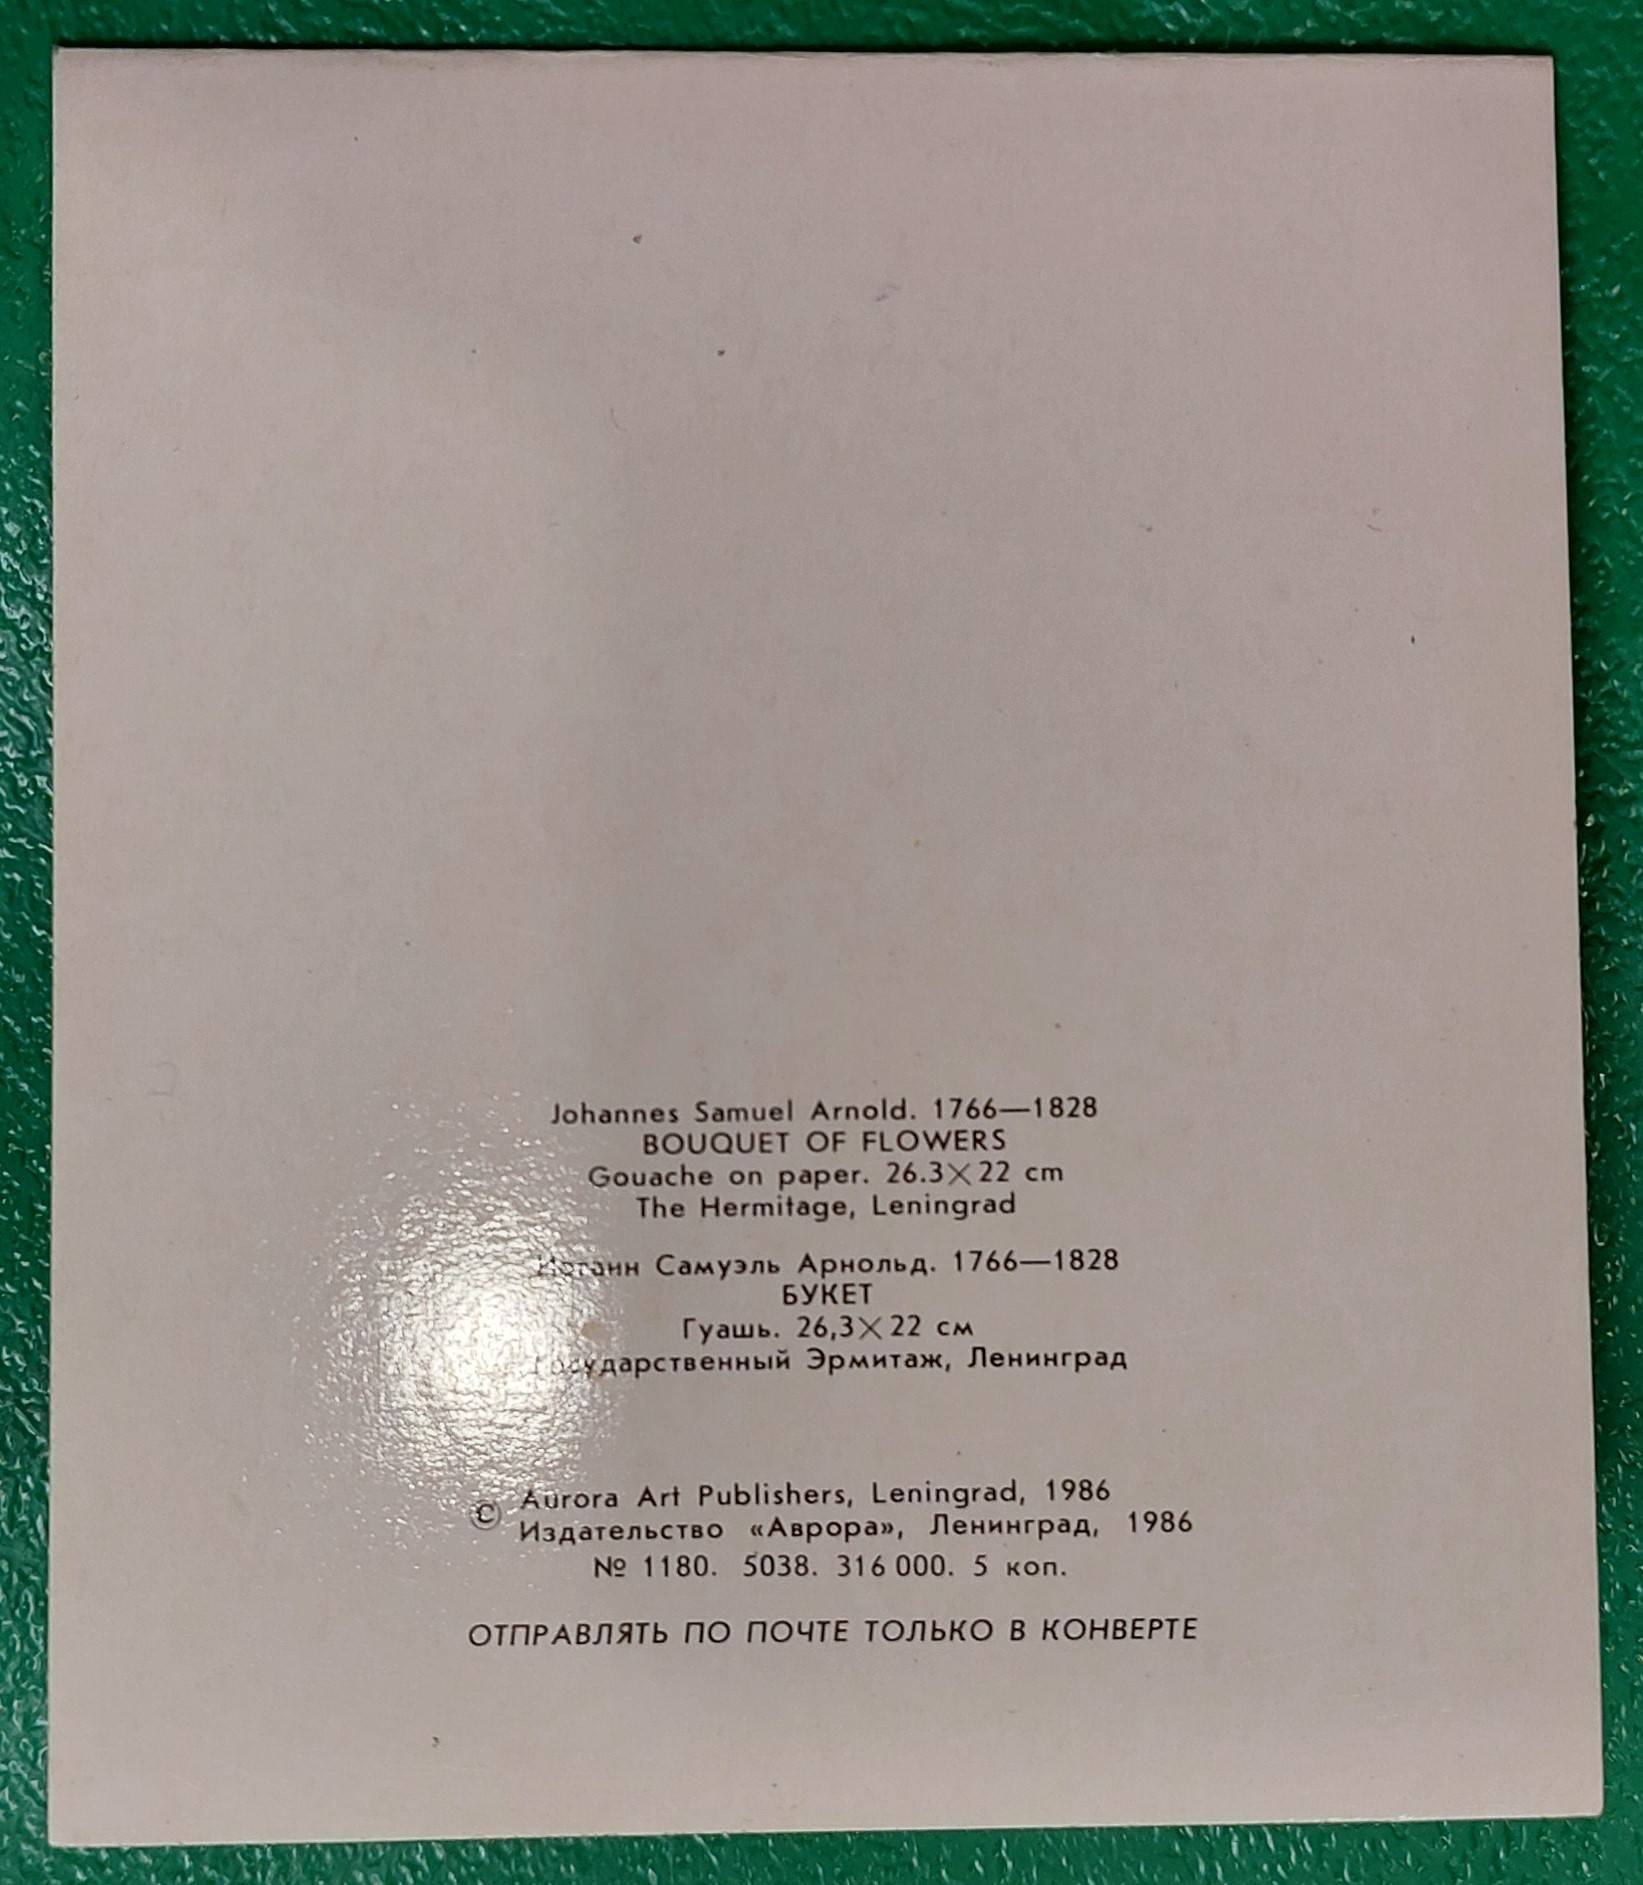 Johannes Samuel Arnold. 1766—1828
BOUQUET OF FLOWERS
Gouache on paper. 26.3×22 cm
The Hermitage, Leningrad
Иоганн Самуэль Арнольд. 1766—1828
БУКЕТ
Гуашь. 26,3×22 см
Государственный Эрмитаж, Ленинград
© Aurora Art Publishers, Leningrad, 1986
Издательство «Аврора», Ленинград, 1986
№ 1180. 5038. 316 000. 5 коп.
ОТПРАВЛЯТЬ ПО ПОЧТЕ ТОЛЬКО В КОНВЕРТЕ